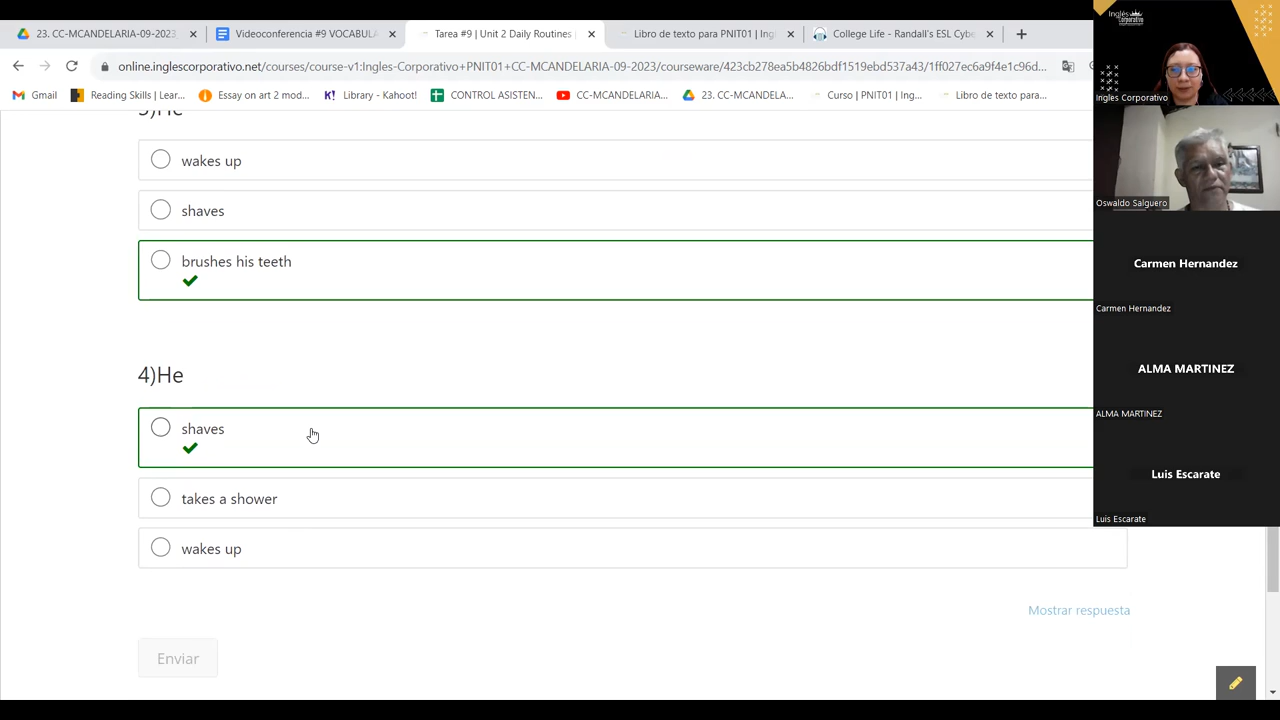 23. CC-MCANDELARIA-09-2023,
Videoconferencia #9 VOCABUL
Tarea #9 | Unit 2 Daily Routines
Libro de texto para PNIT01 | Ing
College Life - Randall's ESL Cybe
online.inglescorporativo.net/courses/course-v1:Ingles-Corporativo+PNIT01+CC-MCANDELARIA-09-2023/courseware/423cb278ea5b4826bdf1519ebd537a43/1ff027ec6a9f4e1c96d...
Gmail
Reading Skills | Lear...
Essay on art 2 mod...
Library - Ka
CONTROL ASISTEN...
CC-MCANDELARIA
23. CC-MCANDELA...
Curso | PNIT01 | Ing...
Libro de texto para...
Inglés
Corporativo
Ingles Corporativo
Oswaldo Salguero
Carmen Hernandez
Carmen Hernandez
ALMA MARTINEZ
ALMA MARTINEZ
Luis Escarate
Luis Escarate
wakes up
shaves
brushes his teeth
4)He
shaves
takes a shower
wakes up
Mostrar respuesta
Enviar